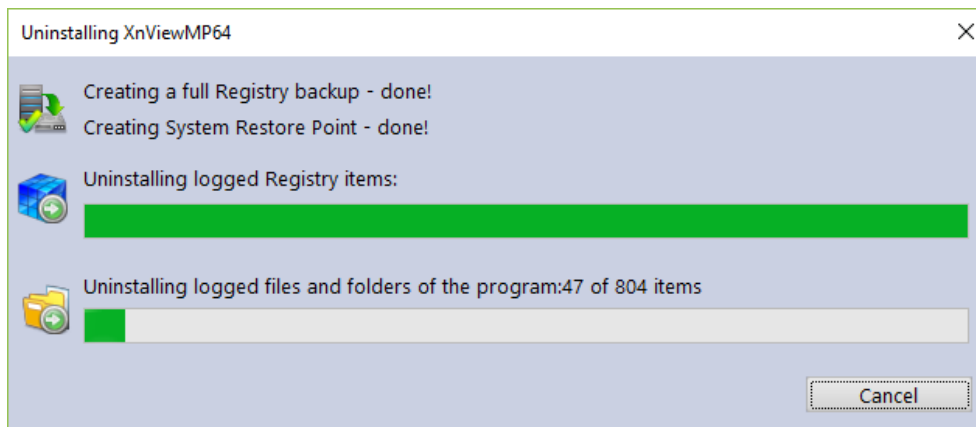 Uninstalling XnViewMP64
Creating a full Registry backup - done!
Creating System Restore Point - done!
Uninstalling logged Registry items:
Uninstalling logged files and folders of the program:47 of 804 items
Cancel